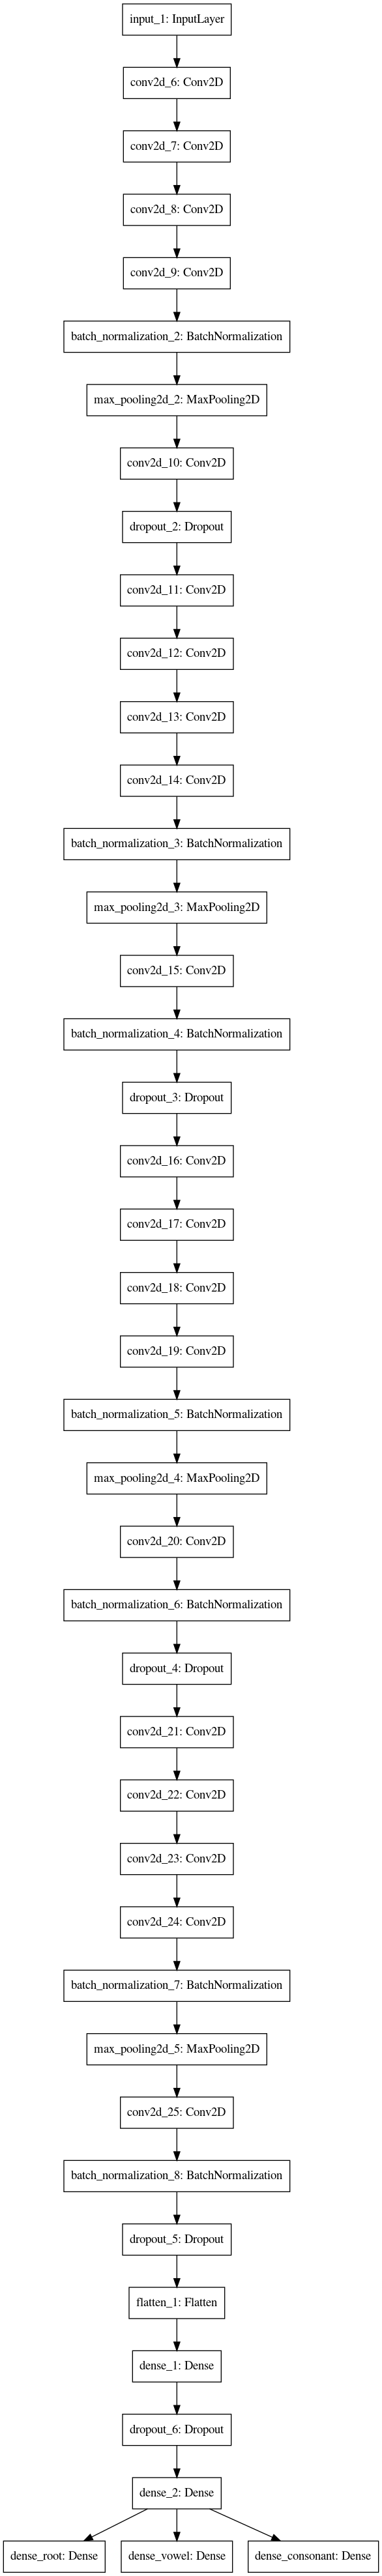 input_1: InputLayer
conv2d_6: Conv2D
conv2d_7: Conv2D
conv2d_8: Conv2D
conv2d_9: Conv2D
batch_normalization_2: BatchNormalization
max_pooling2d_2: MaxPooling2D
conv2d_10: Conv2D
dropout_2: Dropout
conv2d_11: Conv2D
conv2d_12: Conv2D
conv2d_13: Conv2D
conv2d_14: Conv2D
batch_normalization_3: BatchNormalization
max_pooling2d_3: MaxPooling2D
conv2d_15: Conv2D
batch_normalization_4: BatchNormalization
dropout_3: Dropout
conv2d_16: Conv2D
conv2d_17: Conv2D
conv2d_18: Conv2D
conv2d_19: Conv2D
batch_normalization_5: BatchNormalization
max_pooling2d_4: MaxPooling2D
conv2d_20: Conv2D
batch_normalization_6: BatchNormalization
dropout_4: Dropout
conv2d_21: Conv2D
conv2d_22: Conv2D
conv2d_23: Conv2D
conv2d_24: Conv2D
batch_normalization_7: BatchNormalization
max_pooling2d_5: MaxPooling2D
conv2d_25: Conv2D
batch_normalization_8: BatchNormalization
dropout_5: Dropout
flatten_1: Flatten
dense_1: Dense
dropout_6: Dropout
dense_2: Dense
dense_root: Dense
dense_vowel: Dense
dense_consonant: Dense